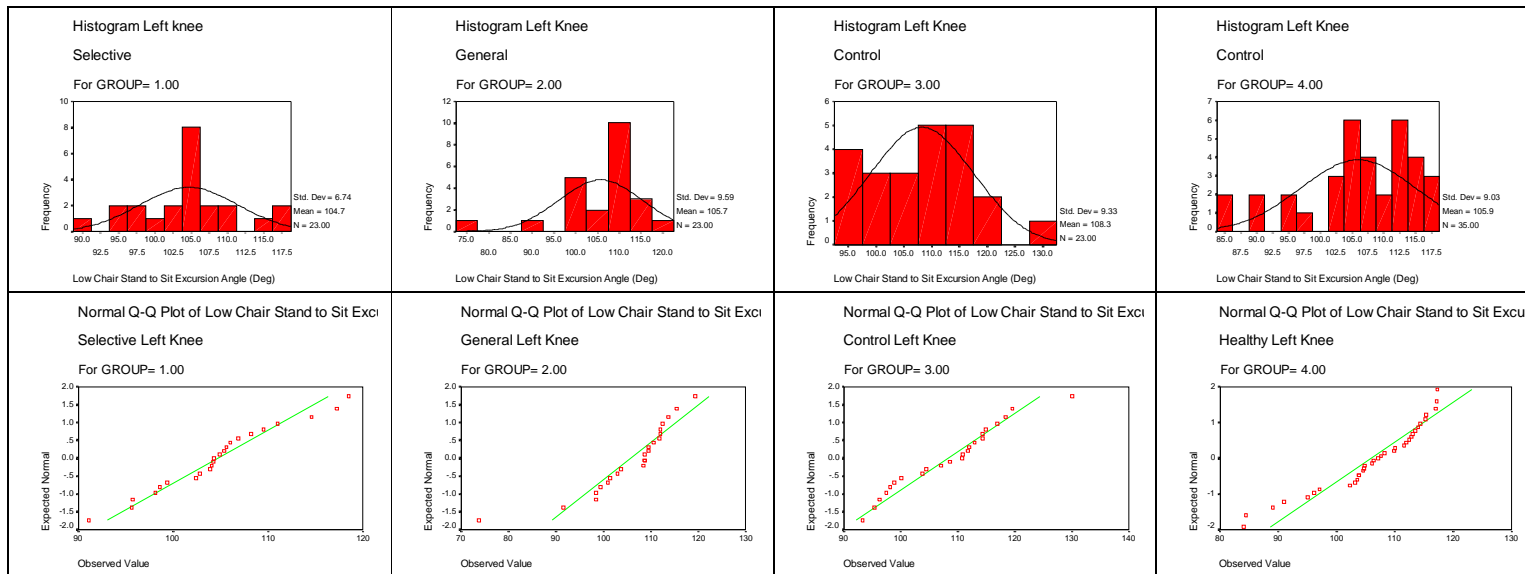 Histogram Left knee
Selective
For GROUP= 1.00
10
8
6
4
2
0
Frequency
Std. Dev = 6.74
Mean = 104.7
N = 23.00
90.0 95.0 100.0 105.0 110.0 115.0
92.5 97.5 102.5 107.5 112.5 117.5
Low Chair Stand to Sit Excursion Angle (Deg)
Histogram Left Knee
General
For GROUP= 2.00
12
10
8
6
4
2
0
Frequency
Std. Dev = 9.59
Mean = 105.7
N = 23.00
75.0 85.0 95.0 105.0 115.0
80.0 90.0 100.0 110.0 120.0
Low Chair Stand to Sit Excursion Angle (Deg)
Histogram Left Knee
Control
For GROUP= 3.00
6
5
4
3
2
1
0
Frequency
Std. Dev = 9.33
Mean = 108.3
N = 23.00
95.0 100.0 105.0 110.0 115.0 120.0 125.0 130.0
Low Chair Stand to Sit Excursion Angle (Deg)
Histogram Left Knee
Control
For GROUP= 4.00
7
6
5
4
3
2
1
0
Frequency
Std. Dev = 9.03
Mean = 105.9
N = 35.00
85.0 90.0 95.0 100.0 105.0 110.0 115.0
87.5 92.5 97.5 102.5 107.5 112.5 117.5
Low Chair Stand to Sit Excursion Angle (Deg)
Normal Q-Q Plot of Low Chair Stand to Sit Excu
Selective Left Knee
For GROUP= 1.00
2.0
1.5
1.0
.5
0.0
-.5
-1.0
-1.5
-2.0
Expected Normal
90 100 110 120
Observed Value
Normal Q-Q Plot of Low Chair Stand to Sit Excu
General Left Knee
For GROUP= 2.00
2.0
1.5
1.0
.5
0.0
-.5
-1.0
-1.5
-2.0
Expected Normal
70 80 90 100 110 120 130
Observed Value
Normal Q-Q Plot of Low Chair Stand to Sit Excu
Control Left Knee
For GROUP= 3.00
2.0
1.5
1.0
.5
0.0
-.5
-1.0
-1.5
-2.0
Expected Normal
90 100 110 120 130 140
Observed Value
Normal Q-Q Plot of Low Chair Stand to Sit Excu
Healthy Left Knee
For GROUP= 4.00
2
1
0
-1
-2
Expected Normal
80 90 100 110 120 130
Observed Value